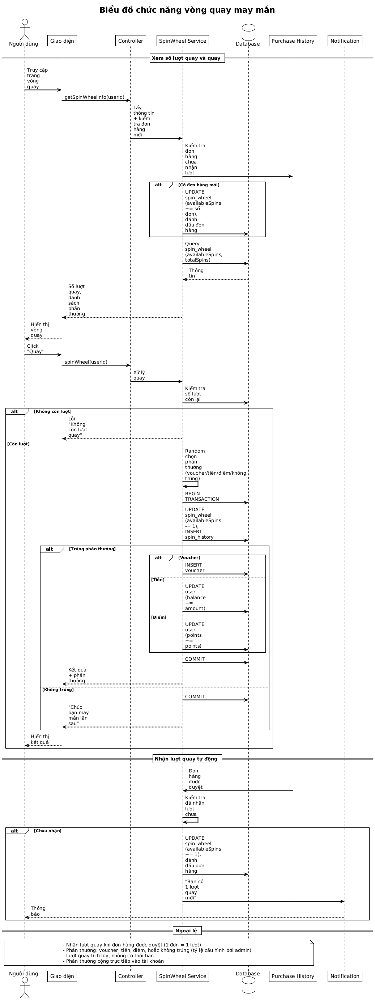 Biểu đồ chức năng vòng quay may mắn
Người dùng
Giao diện
Controller
SpinWheel Service
Database
Purchase History
Notification
Xem số lượt quay và quay
Truy cập
trang
vòng
quay
getSpinWheelInfo(userId)
Lấy
thông tin
+ kiểm
tra đơn
hàng
mới
Kiểm tra
đơn
hàng
chưa
nhận
lượt
alt
[Có đơn hàng mới]
UPDATE
spin_wheel
(availableSpins
+= số
đơn),
đánh
dấu đơn
hàng
Query
spin_wheel
(availableSpins,
totalSpins)
Thông
tin
Số lượt
quay,
danh
sách
phần
thưởng
Hiển thị
vòng
quay
Click
"Quay"
spinWheel(userId)
Xử lý
quay
Kiểm tra
số lượt
còn lại
alt
[Không còn lượt]
Lỗi
"Không
còn lượt
quay"
[Còn lượt]
Random
chọn
phần
thưởng
(voucher/tiền/điểm/không
trúng)
BEGIN
TRANSACTION
UPDATE
spin_wheel
(availableSpins
-= 1),
INSERT
spin_history
alt
[Trúng phần thưởng]
alt
[Voucher]
INSERT
voucher
[Tiền]
UPDATE
user
(balance
+=
amount)
[Điểm]
UPDATE
user
(points
+=
points)
COMMIT
Kết quả
+ phần
thưởng
[Không trúng]
COMMIT
"Chúc
bạn may
mắn lần
sau"
Hiển thị
kết quả
Nhận lượt quay tự động
Đơn
hàng
được
duyệt
Kiểm tra
đã nhận
lượt
chưa
alt
[Chưa nhận]
UPDATE
spin_wheel
(availableSpins
+= 1),
đánh
dấu đơn
hàng
"Bạn có
1 lượt
quay
mới"
Thông
báo
Ngoại lệ
- Nhận lượt quay khi đơn hàng được duyệt (1 đơn = 1 lượt)
- Phần thưởng: voucher, tiền, điểm, hoặc không trúng (tỷ lệ cấu hình bởi admin)
- Lượt quay tích lũy, không có thời hạn
- Phần thưởng cộng trực tiếp vào tài khoản
Người dùng
Giao diện
Controller
SpinWheel Service
Database
Purchase History
Notification